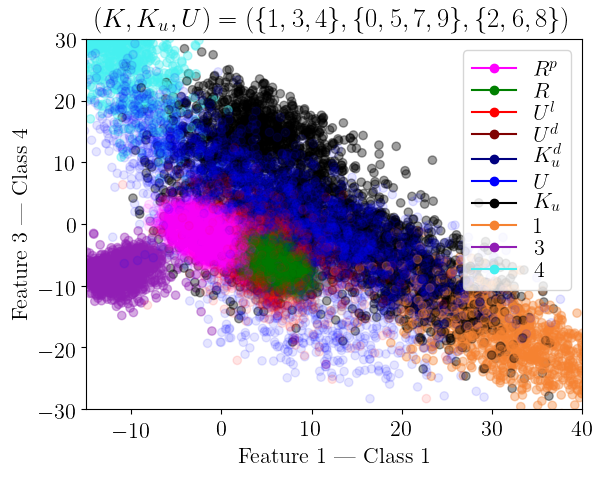 (K, K_u, U) = ({1, 3, 4}, {0, 5, 7, 9}, {2, 6, 8})
30
20
10
0
−10
−20
−30
Feature 3 — Class 4
R^p
R
U^l
U^d
K_u^d
U
K_u
1
3
4
−10
0
10
20
30
40
Feature 1 — Class 1